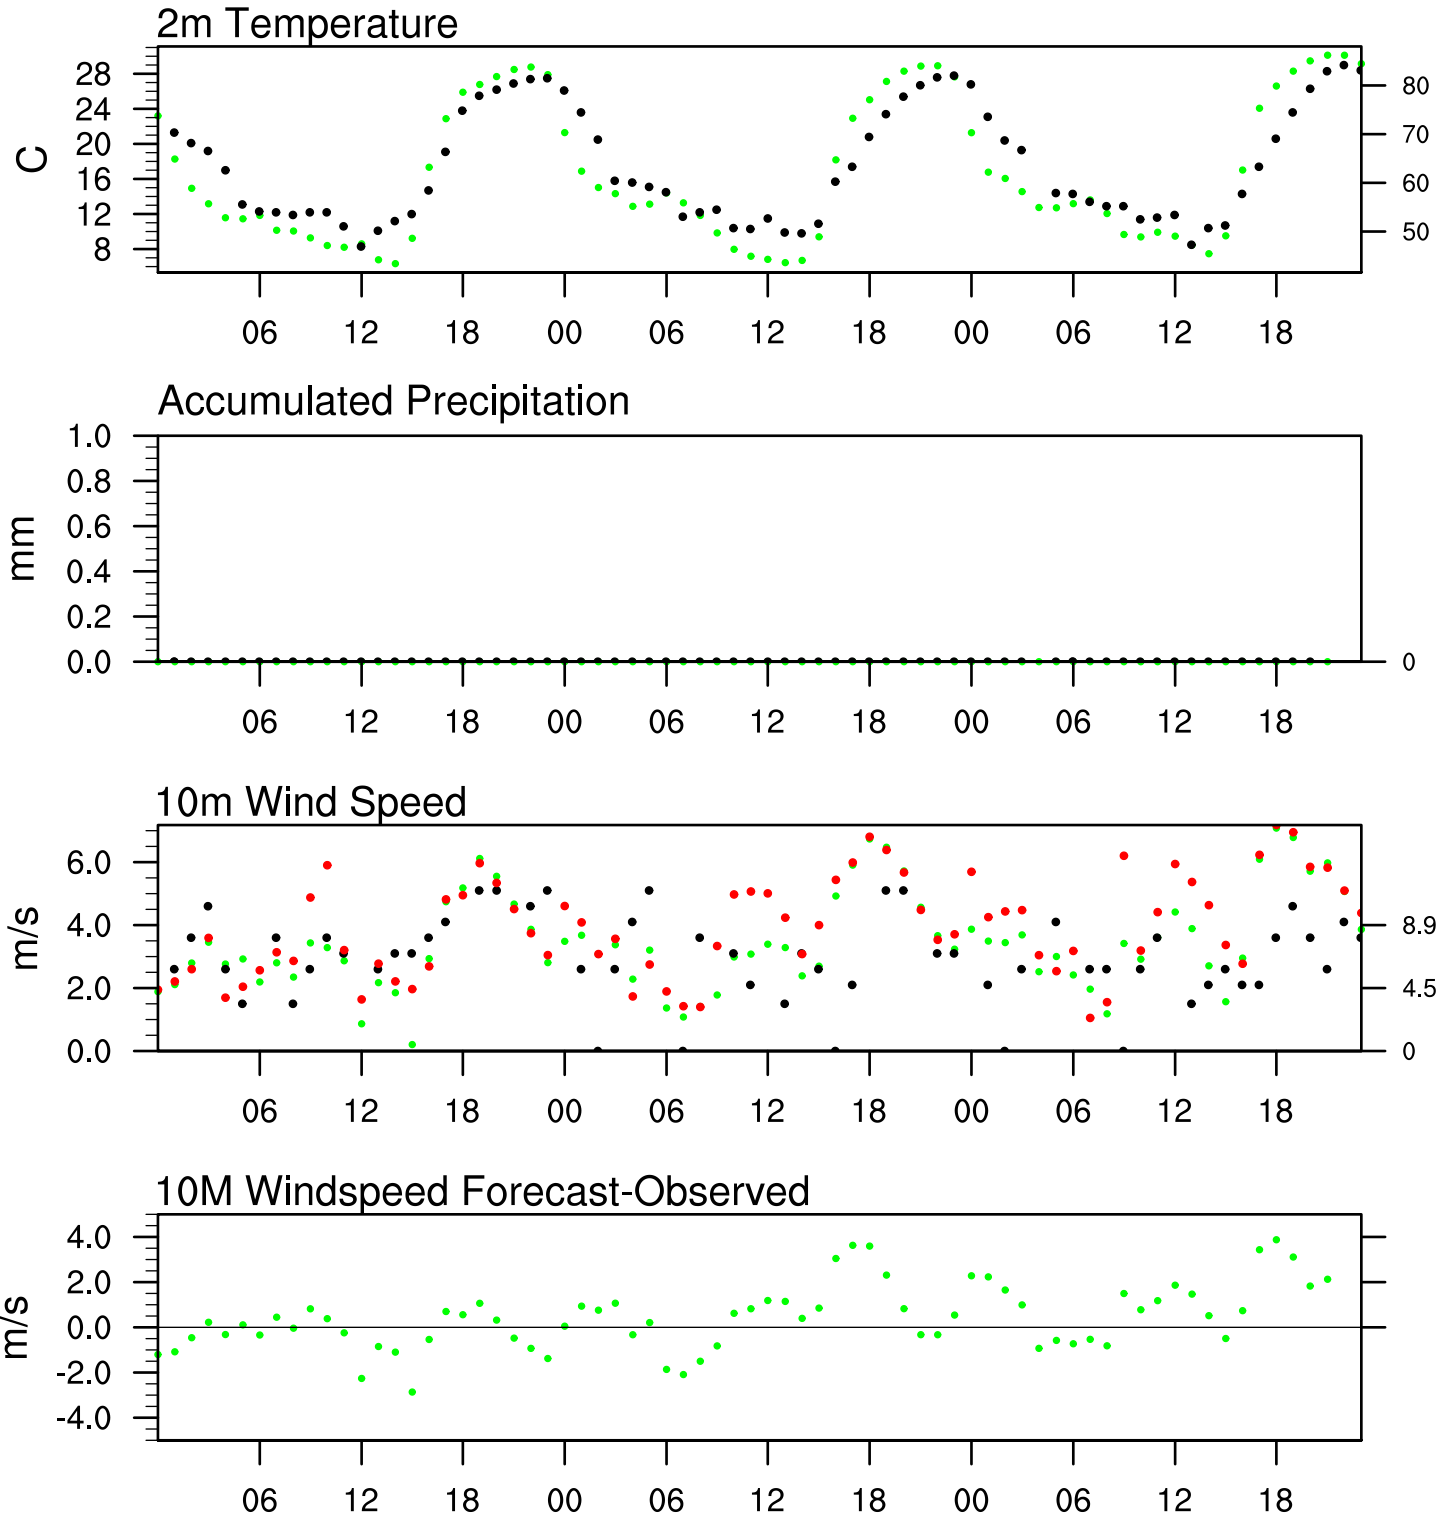 2m Temperature
C
28
24
20
16
12
8
80
70
60
50
06 12 18 00 06 12 18 00 06 12 18
Accumulated Precipitation
mm
1.0
0.8
0.6
0.4
0.2
0.0
0
06 12 18 00 06 12 18 00 06 12 18
10m Wind Speed
m/s
6.0
4.0
2.0
0.0
8.9
4.5
0
06 12 18 00 06 12 18 00 06 12 18
10M Windspeed Forecast-Observed
m/s
4.0
2.0
0.0
-2.0
-4.0
06 12 18 00 06 12 18 00 06 12 18